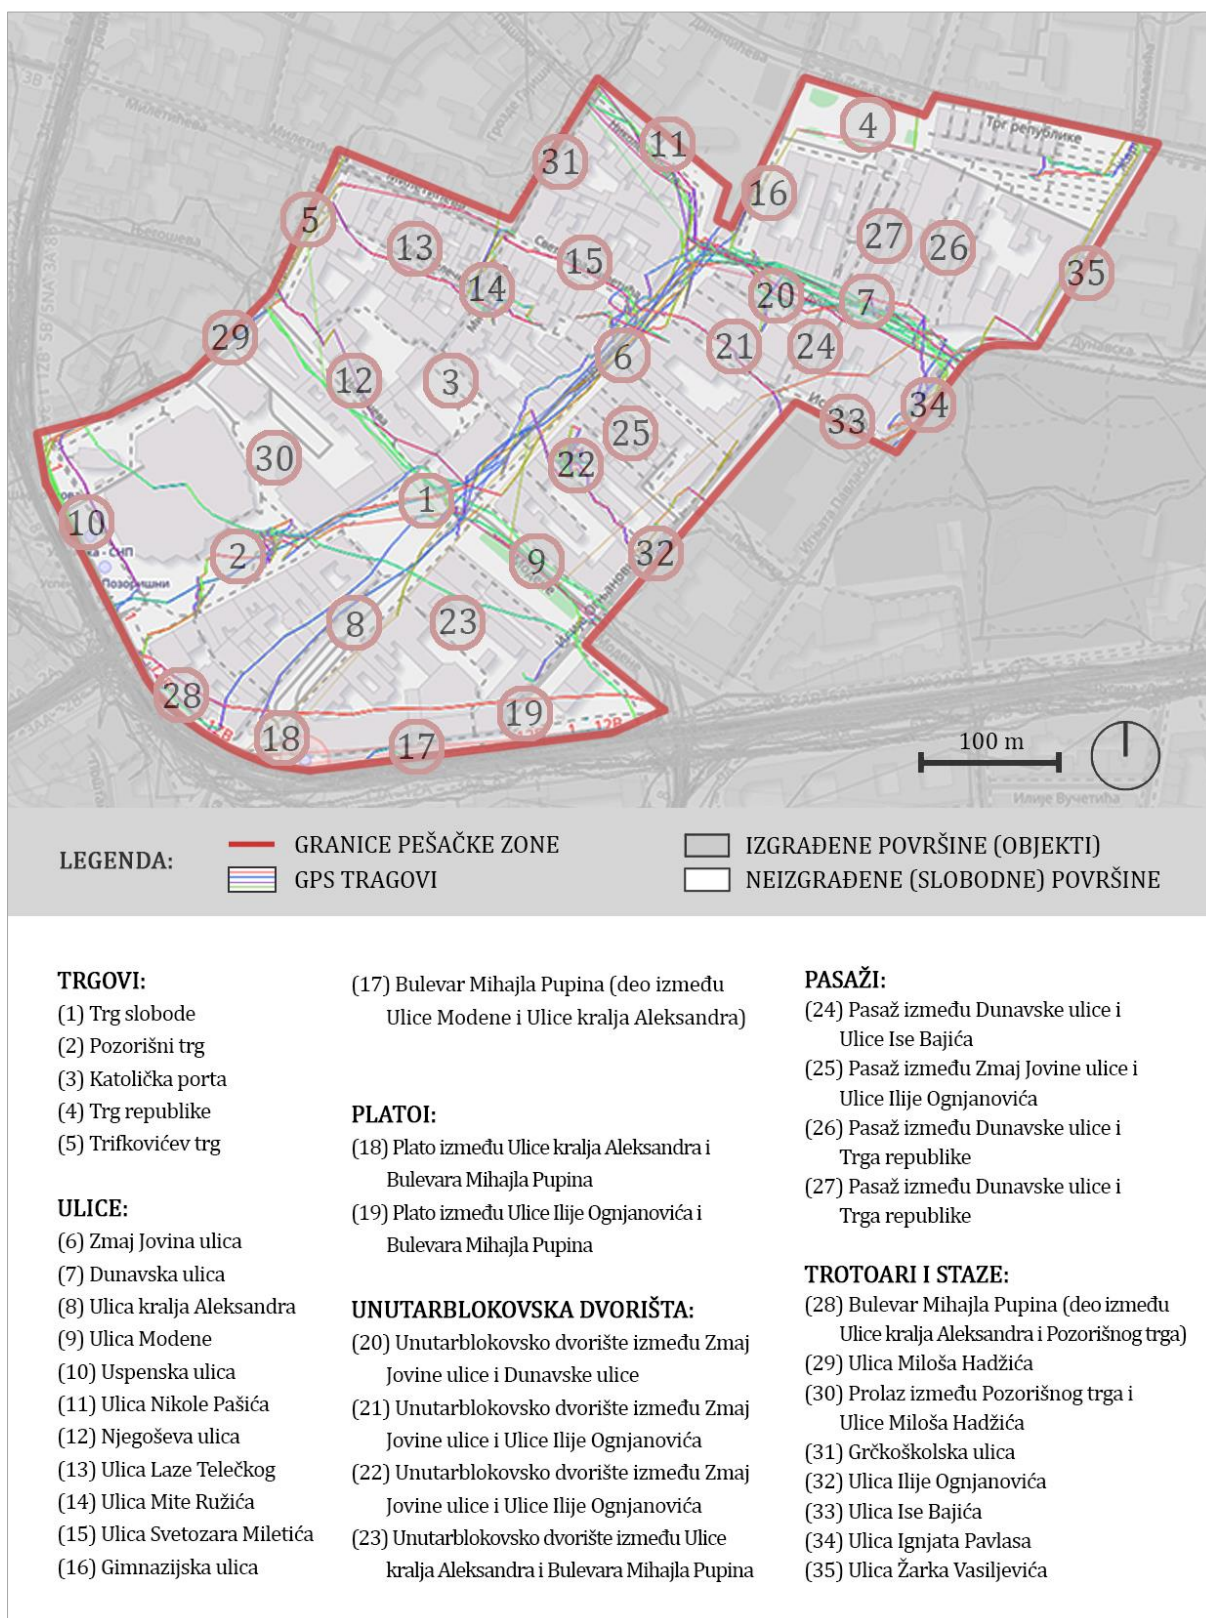 Даничићева
Грчкошколска
Милетићева
Трг републике
4
11
31
16
5
Његошева
13
27
26
15
35
14
20
7
29
6
21
24
Дунавска
12
3
34
33
25
30
22
1
10
2
9
32
Позоришни
8
23
28
19
12B
1
12B
18
17
100 m
Илије Вучетића
LEGENDA:
GRANICE PEŠAČKE ZONE
GPS TRAGOVI
IZGRAĐENE POVRŠINE (OBJEKTI)
NEIZGRAĐENE (SLOBODNE) POVRŠINE
TRGOVI:
(1) Trg slobode
(2) Pozorišni trg
(3) Katolička porta
(4) Trg republike
(5) Trifkovićev trg
ULICE:
(6) Zmaj Jovina ulica
(7) Dunavska ulica
(8) Ulica kralja Aleksandra
(9) Ulica Modene
(10) Uspenska ulica
(11) Ulica Nikole Pašića
(12) Njegoševa ulica
(13) Ulica Laze Telečkog
(14) Ulica Mite Ružića
(15) Ulica Svetozara Miletića
(16) Gimnazijska ulica
(17) Bulevar Mihajla Pupina (deo između
Ulice Modene i Ulice kralja Aleksandra)
PLATOI:
(18) Plato između Ulice kralja Aleksandra i
Bulevara Mihajla Pupina
(19) Plato između Ulice Ilije Ognjanovića i
Bulevara Mihajla Pupina
UNUTARBLOKOVSKA DVORIŠTA:
(20) Unutarblokovsko dvorište između Zmaj
Jovine ulice i Dunavske ulice
(21) Unutarblokovsko dvorište između Zmaj
Jovine ulice i Ulice Ilije Ognjanovića
(22) Unutarblokovsko dvorište između Zmaj
Jovine ulice i Ulice Ilije Ognjanovića
(23) Unutarblokovsko dvorište između Ulice
kralja Aleksandra i Bulevara Mihajla Pupina
PASAŽI:
(24) Pasaž između Dunavske ulice i
Ulice Ise Bajića
(25) Pasaž između Zmaj Jovine ulice i
Ulice Ilije Ognjanovića
(26) Pasaž između Dunavske ulice i
Trga republike
(27) Pasaž između Dunavske ulice i
Trga republike
TROTOARI I STAZE:
(28) Bulevar Mihajla Pupina (deo između
Ulice kralja Aleksandra i Pozorišnog trga)
(29) Ulica Miloša Hadžića
(30) Prolaz između Pozorišnog trga i
Ulice Miloša Hadžića
(31) Grčkoškolska ulica
(32) Ulica Ilije Ognjanovića
(33) Ulica Ise Bajića
(34) Ulica Ignjata Pavlasa
(35) Ulica Žarka Vasiljevića